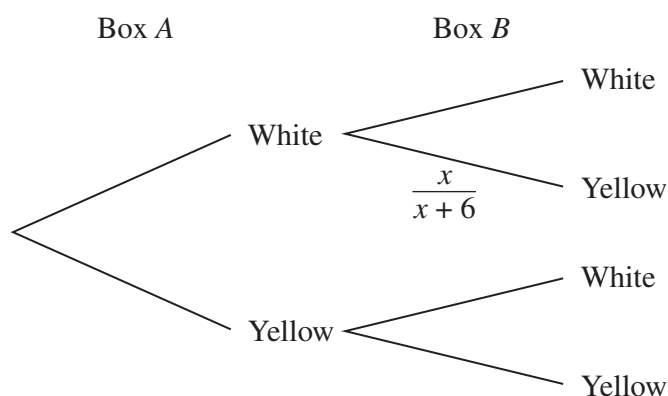 Box A
Box B
White
White
x
x + 6
Yellow
White
Yellow
Yellow